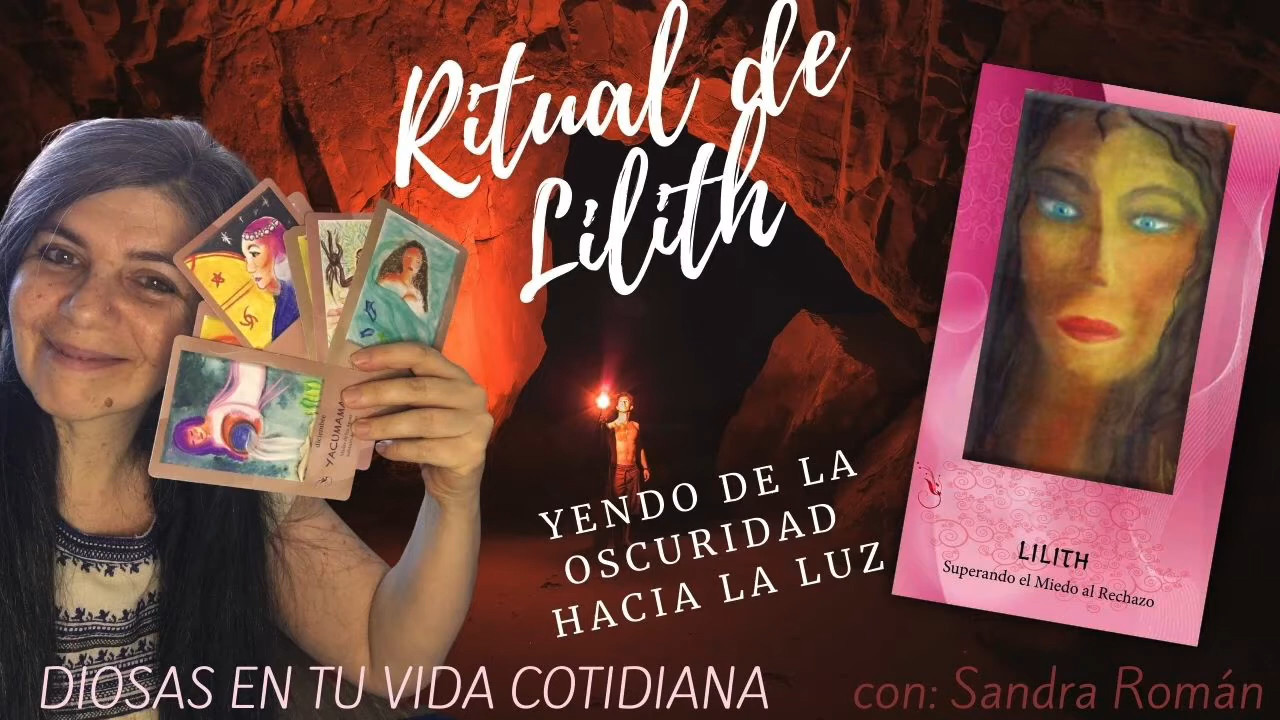 Ritual de
Lilith
diciembre
YACUMAMA
YENDO DE LA
OSCURIDAD
HACIA LA LUZ
LILITH
Superando el Miedo al Rechazo
DIOSAS EN TU VIDA COTIDIANA
con: Sandra Román